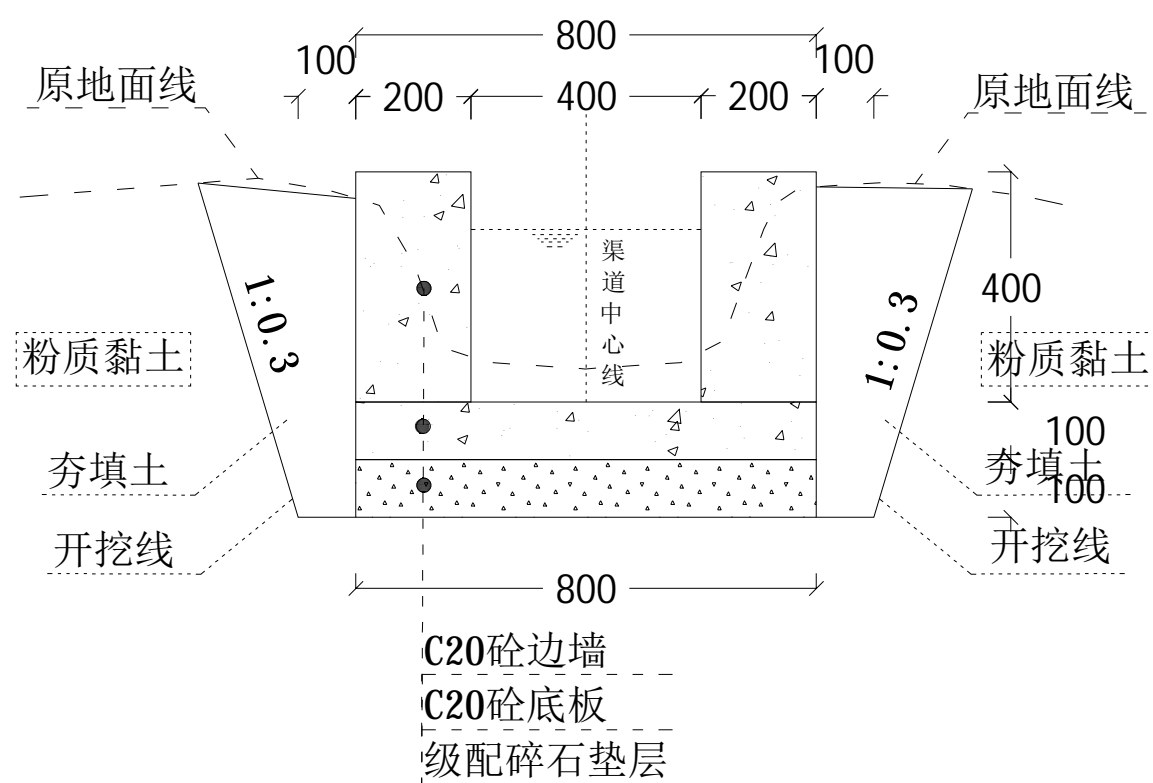 800
100
100
原地面线
200
400
200
原地面线
渠道中心线
1:0.3
1:0.3
400
粉质黏土
粉质黏土
100
夯填土
夯填土
100
开挖线
开挖线
800
C20砼边墙
C20砼底板
级配碎石垫层